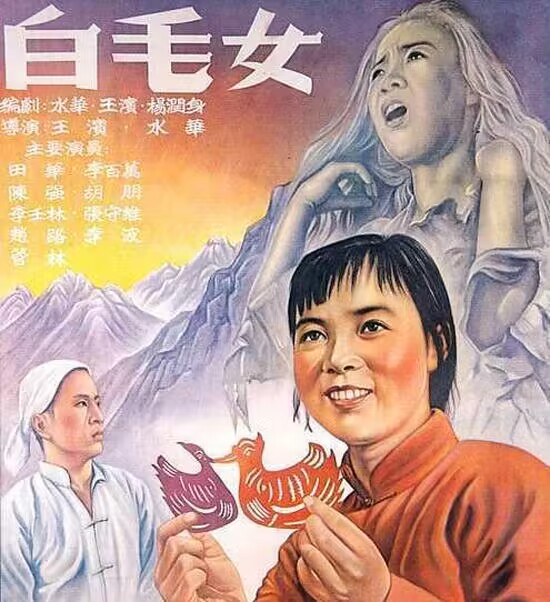 白毛女
編劇:水華·王濱·楊潤身
導演:王濱·水華
主要演員:
田華·李百萬
陳強·胡朋
李壬林·張守維
趙路·李波
管林